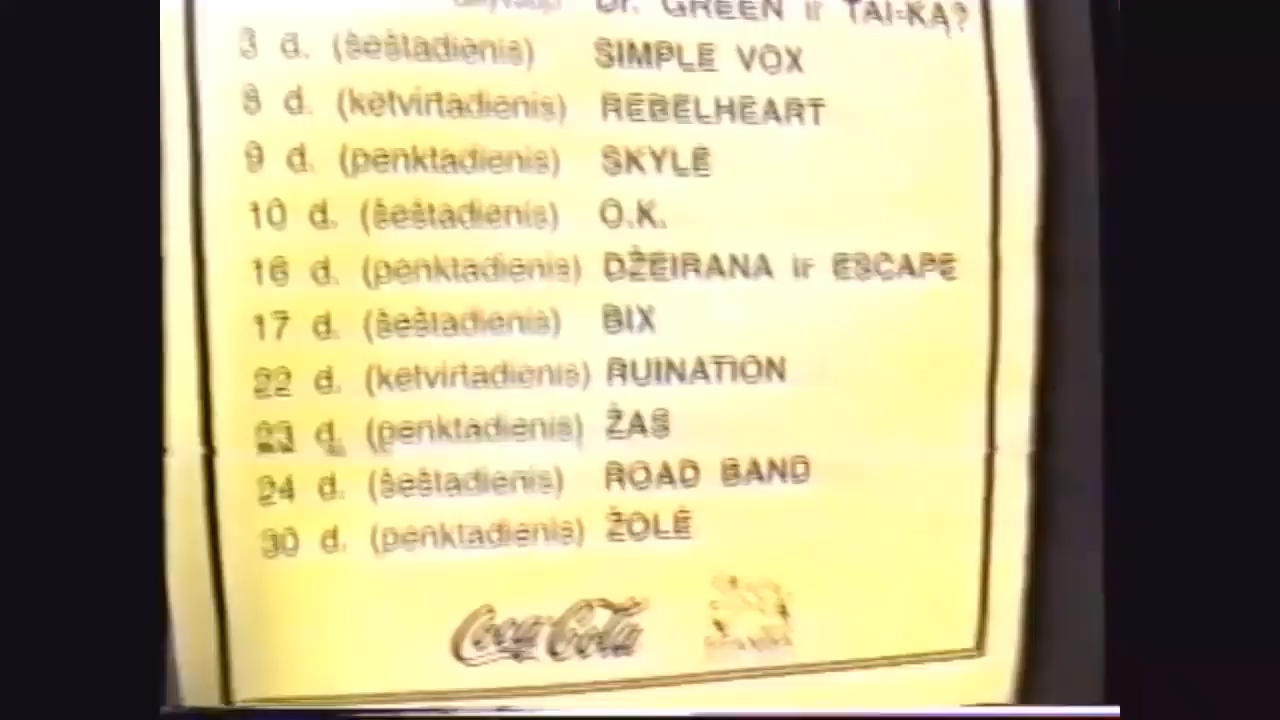 Dr. GREEN ir TAI-KĄ?
3 d. (šeštadienis) SIMPLE VOX
8 d. (ketvirtadienis) REBELHEART
9 d. (penktadienis) SKYLĖ
10 d. (šeštadienis) O.K.
16 d. (penktadienis) DŽEIRANA ir ESCAPE
17 d. (šeštadienis) BIX
22 d. (ketvirtadienis) RUINATION
23 d. (penktadienis) ŽAS
24 d. (šeštadienis) ROAD BAND
30 d. (penktadienis) ŽOLĖ
Coca Cola